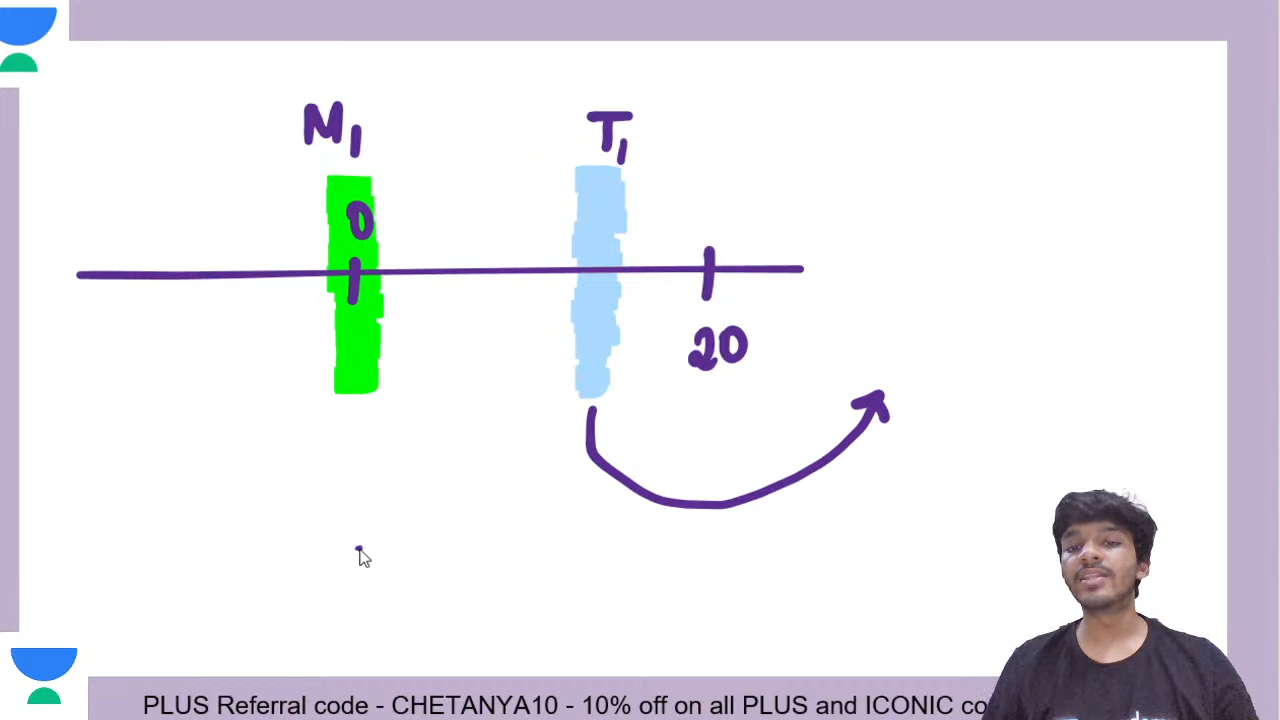 M1 T1
0
20
PLUS Referral code - CHETANYA10 - 10% off on all PLUS and ICONIC co